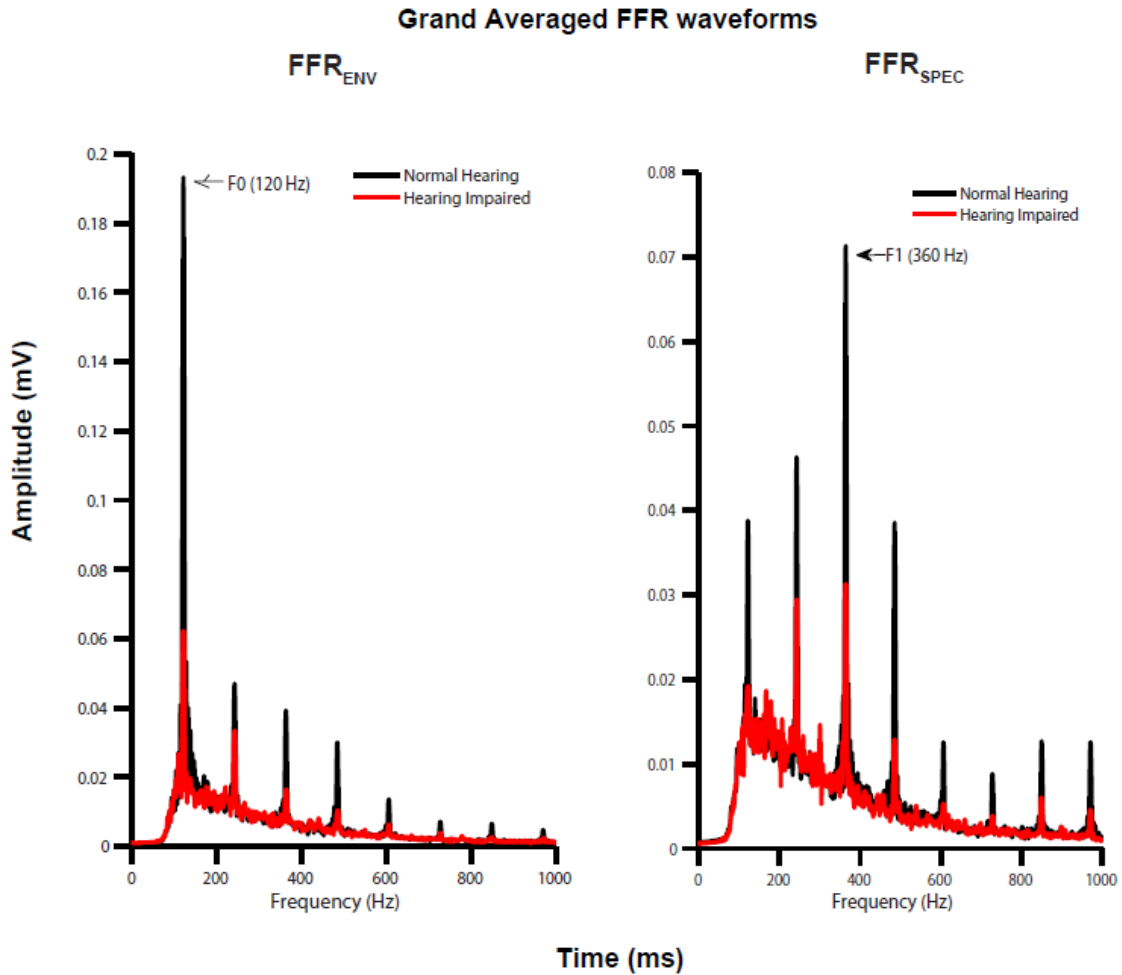 Grand Averaged FFR waveforms
FFR_ENV
FFR_SPEC
Amplitude (mV)
0.2
0.18
0.16
0.14
0.12
0.1
0.08
0.06
0.04
0.02
0
F0 (120 Hz)
Normal Hearing
Hearing Impaired
0 200 400 600 800 1000
Frequency (Hz)
0.08
0.07
0.06
0.05
0.04
0.03
0.02
0.01
0
Normal Hearing
Hearing Impaired
F1 (360 Hz)
0 200 400 600 800 1000
Frequency (Hz)
Time (ms)